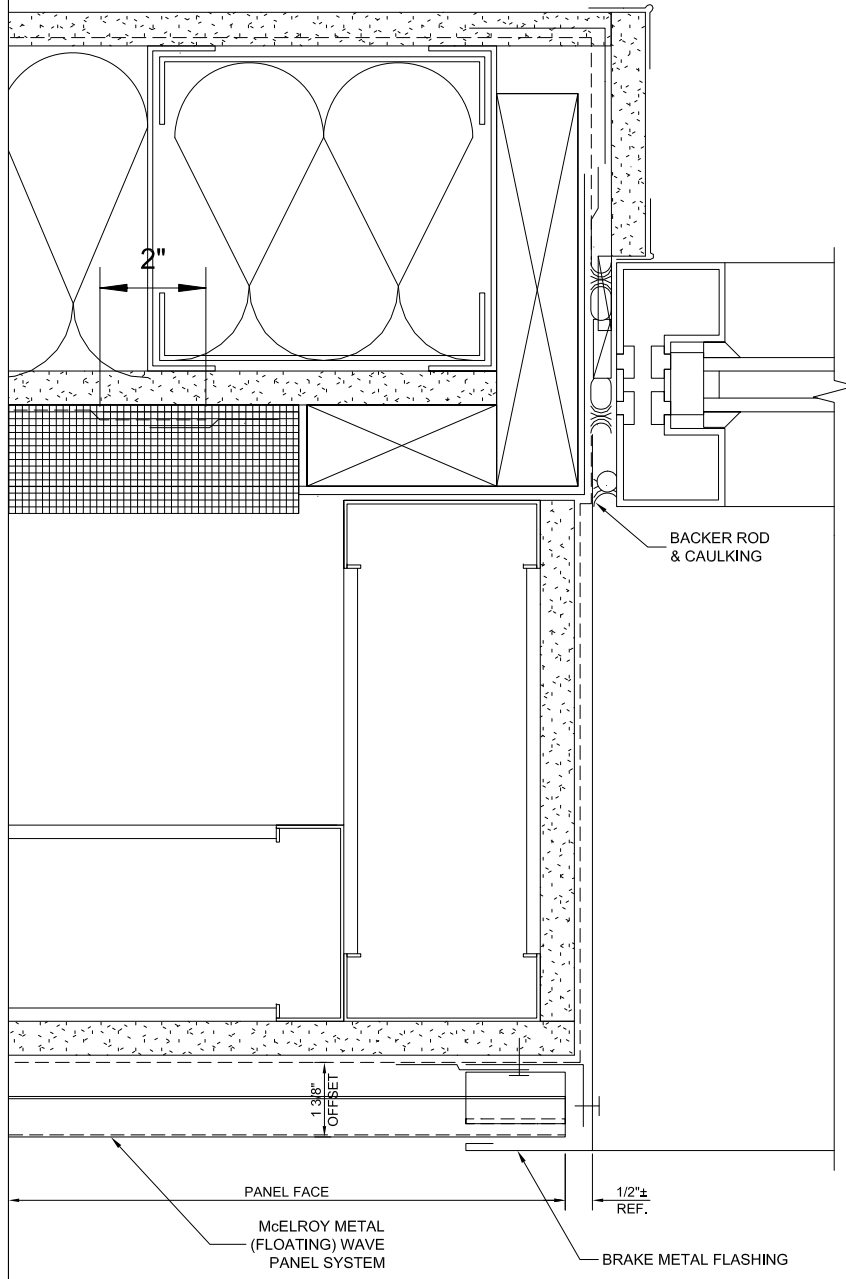 2"
BACKER ROD
& CAULKING
1 3/8"
OFFSET
PANEL FACE
1/2"±
REF.
McELROY METAL
(FLOATING) WAVE
PANEL SYSTEM
BRAKE METAL FLASHING